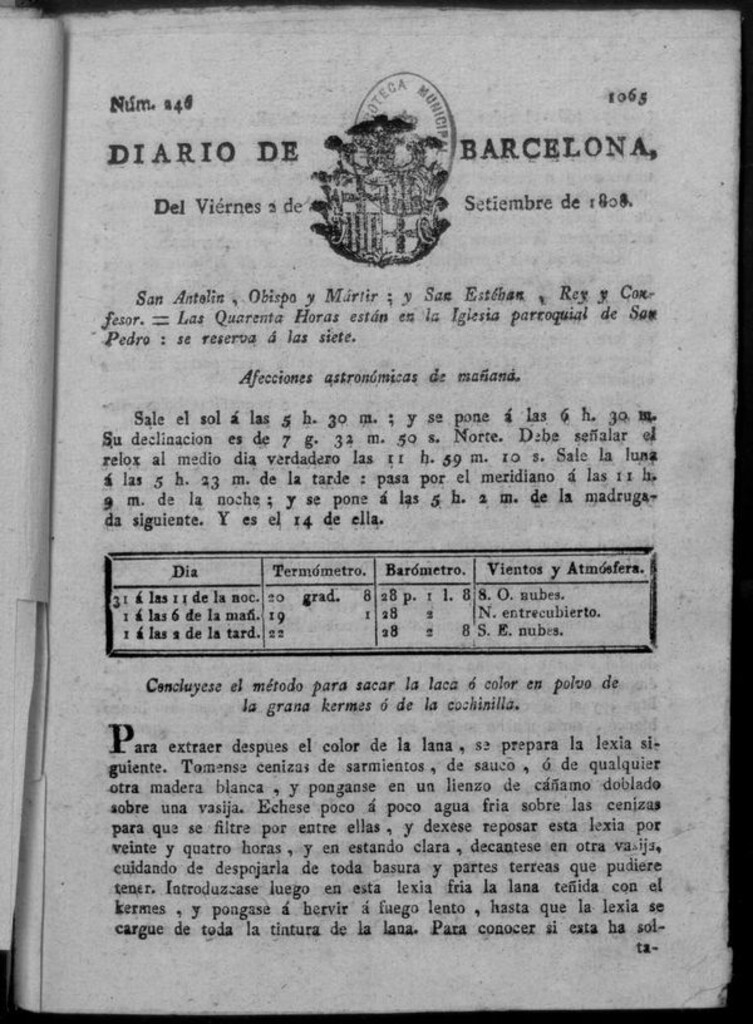 Núm. 246
1065
OTECA MUNICIP
DIARIO DE BARCELONA,
Del Viérnes 2 de Setiembre de 1808.
San Antolin, Obispo y Mártir; y San Estéban, Rey y Con-
fesor. = Las Quarenta Horas están en la Iglesia parroquial de San
Pedro: se reserva á las siete.
Afecciones astronómicas de mañana.
Sale el sol á las 5 h. 30 m.; y se pone á las 6 h. 30 m.
Su declinacion es de 7 g. 32 m. 50 s. Norte. Debe señalar el
relox al medio dia verdadero las 11 h. 59 m. 10 s. Sale la luna
á las 5 h. 23 m. de la tarde: pasa por el meridiano á las 11 h.
9 m. de la noche; y se pone á las 5 h. 2 m. de la madruga-
da siguiente. Y es el 14 de ella.
Dia Termómetro. Barómetro. Vientos y Atmósfera.
31 á las 11 de la noc. 20 grad. 8 28 p. 1 l. 8 S. O. nubes.
1 á las 6 de la mañ. 19 1 28 2 N. entrecubierto.
1 á las 2 de la tard. 22 28 2 8 S. E. nubes.
Concluyese el método para sacar la laca ó color en polvo de
la grana kermes ó de la cochinilla.
Para extraer despues el color de la lana, se prepara la lexia si-
guiente. Tomense cenizas de sarmientos, de sauco, ó de qualquier
otra madera blanca, y ponganse en un lienzo de cáñamo doblado
sobre una vasija. Echese poco á poco agua fria sobre las cenizas
para que se filtre por entre ellas, y dexese reposar esta lexia por
veinte y quatro horas, y en estando clara, decantese en otra vasija,
cuidando de despojarla de toda basura y partes terreas que pudiere
tener. Introduzcase luego en esta lexia fria la lana teñida con el
kermes, y pongase á hervir á fuego lento, hasta que la lexia se
cargue de toda la tintura de la lana. Para conocer si esta ha sol-
ta-